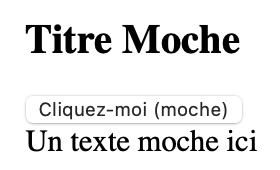 Titre Moche
Cliquez-moi (moche)
Un texte moche ici